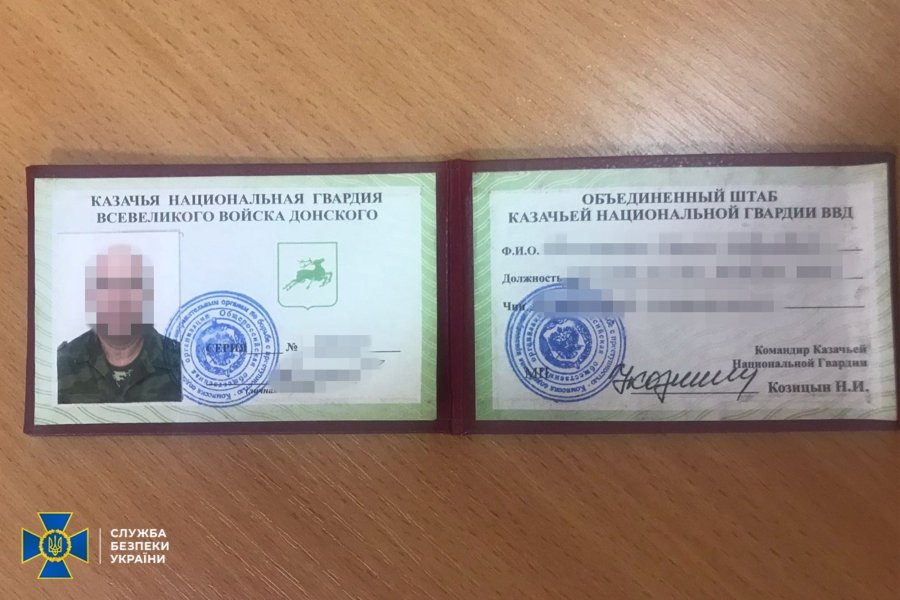 КАЗАЧЬЯ НАЦИОНАЛЬНАЯ ГВАРДИЯ
ВСЕВЕЛИКОГО ВОЙСКА ДОНСКОГО
СЕРИЯ №
ОБЪЕДИНЕННЫЙ ШТАБ
КАЗАЧЬЕЙ НАЦИОНАЛЬНОЙ ГВАРДИИ ВВД
Ф.И.О.
Должность
Чин
Командир Казачьей
Национальной Гвардии
МП
Козицын Н.И.
СЛУЖБА
БЕЗПЕКИ
УКРАЇНИ